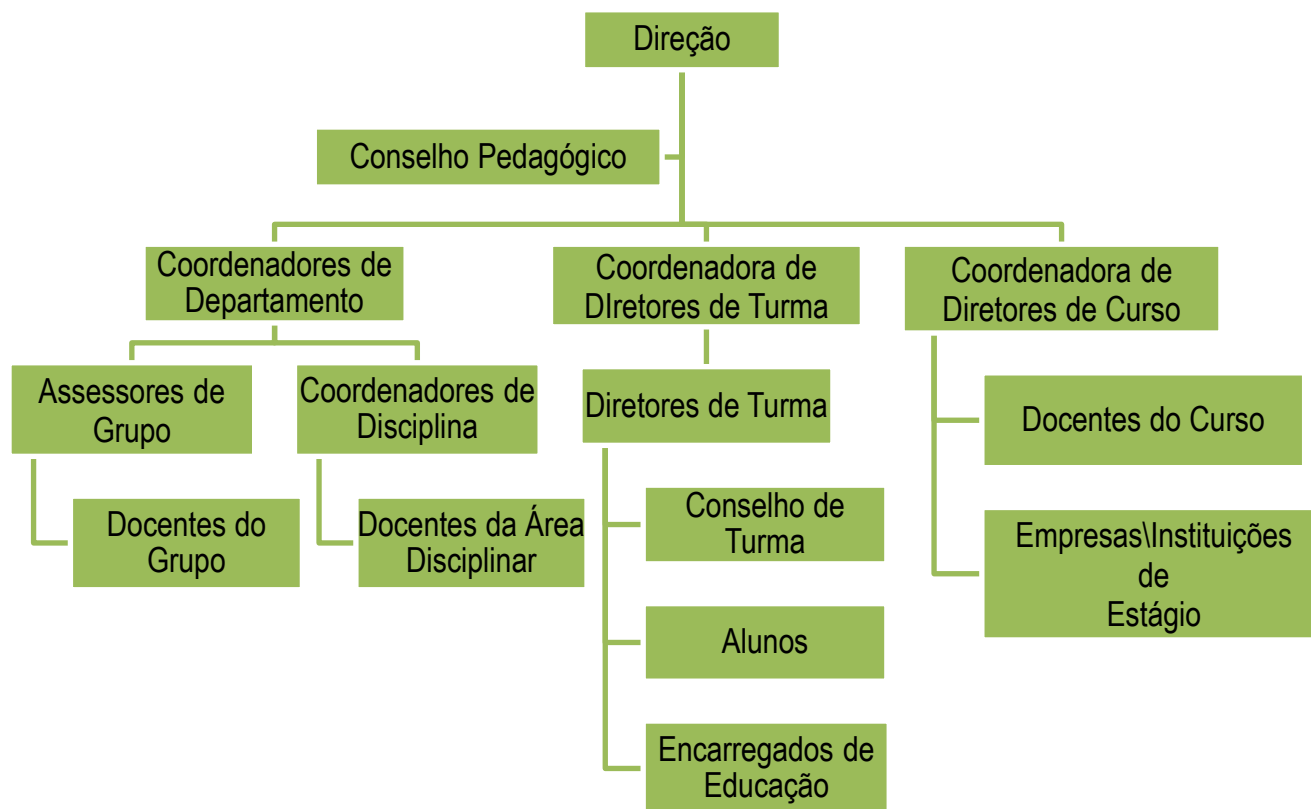 Direção
Conselho Pedagógico
Coordenadores de
Departamento
Coordenadora de
DIretores de Turma
Coordenadora de
Diretores de Curso
Assessores de
Grupo
Coordenadores de
Disciplina
Diretores de Turma
Docentes do Curso
Docentes do
Grupo
Docentes da Área
Disciplinar
Conselho de
Turma
Empresas\Instituições
de
Estágio
Alunos
Encarregados de
Educação